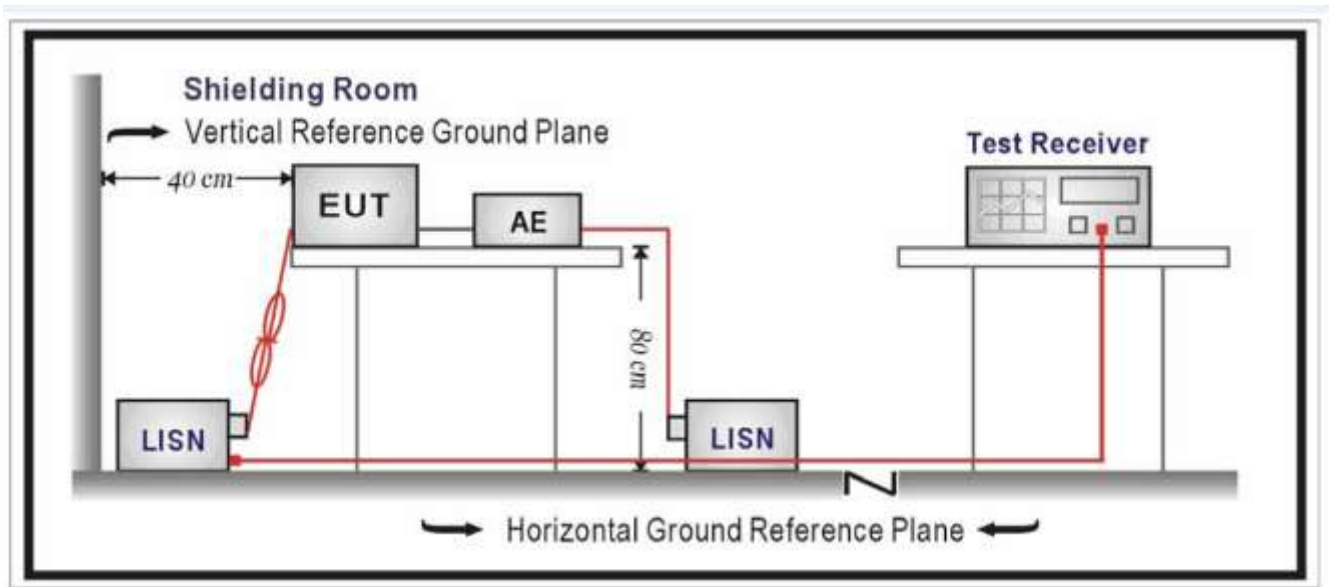 Shielding Room
Vertical Reference Ground Plane
Test Receiver
40 cm
EUT
AE
80 cm
LISN
LISN
Horizontal Ground Reference Plane